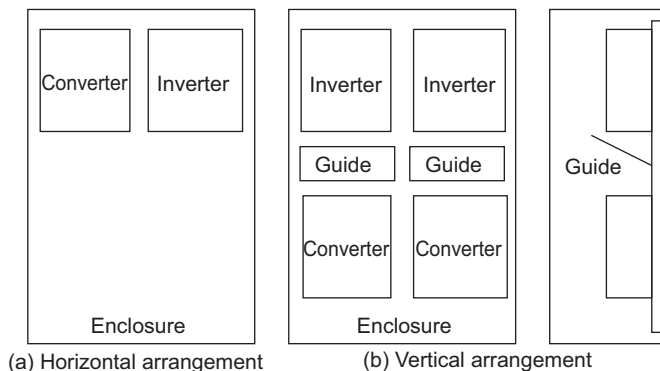 Converter
Inverter
Enclosure
(a) Horizontal arrangement
Inverter
Inverter
Guide
Guide
Converter
Converter
Enclosure
(b) Vertical arrangement
Guide